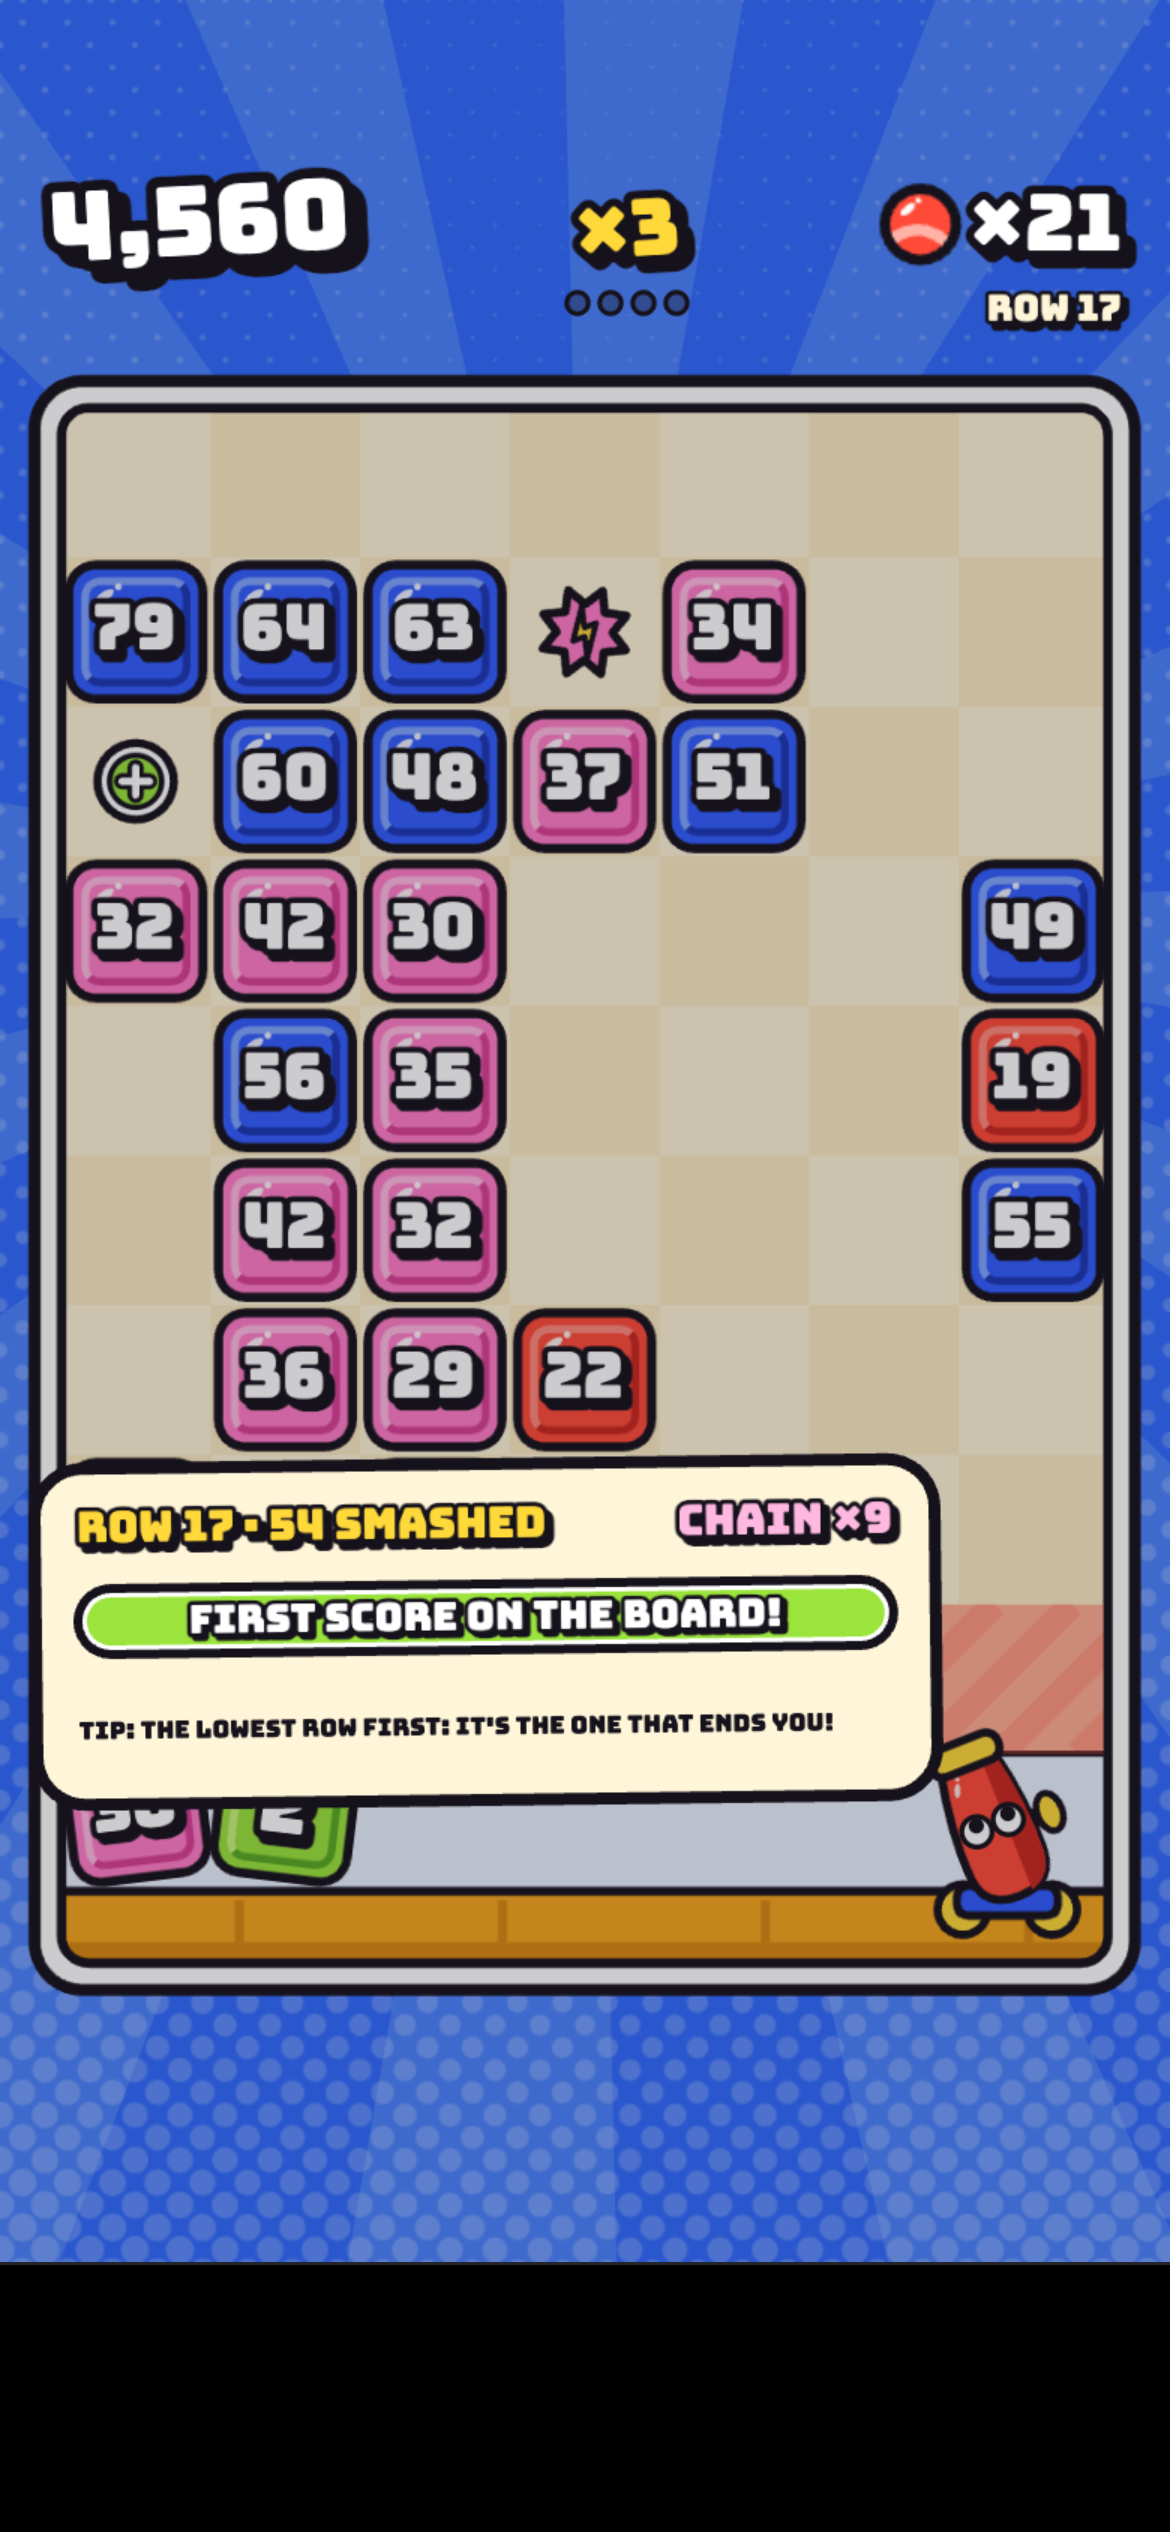 4,560
×3
×21
ROW 17
79 64 63 34
60 48 37 51
32 42 30 49
56 35 19
42 32 55
36 29 22
ROW 17 · 54 SMASHED CHAIN ×9
FIRST SCORE ON THE BOARD!
TIP: THE LOWEST ROW FIRST: IT'S THE ONE THAT ENDS YOU!
2